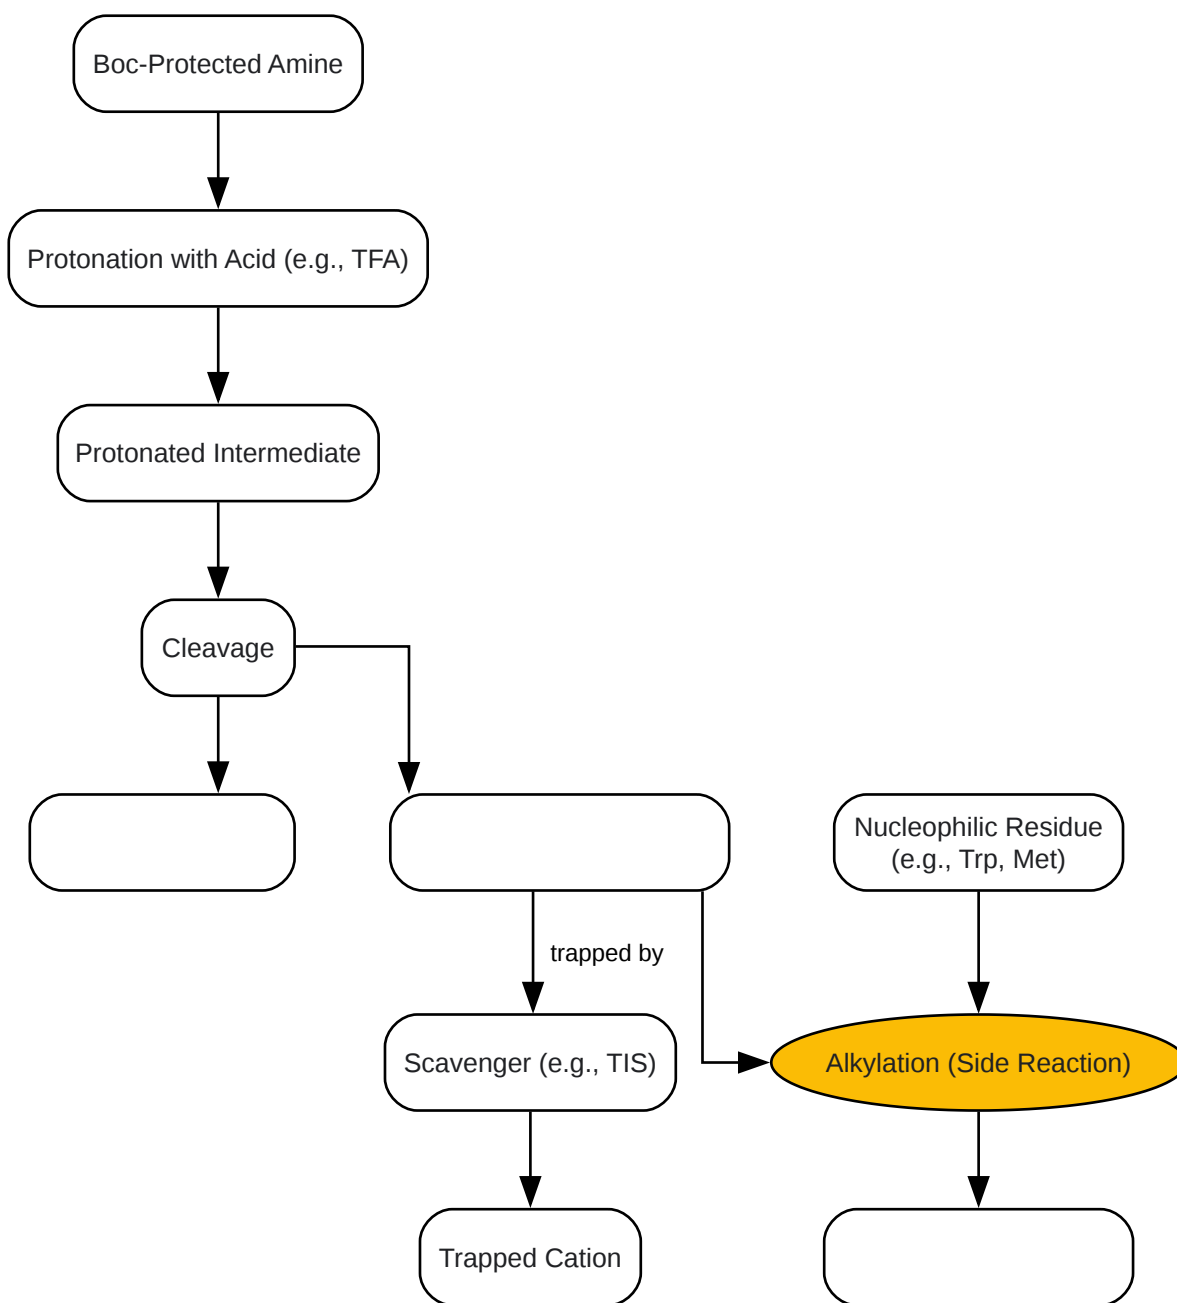 Boc-Protected Amine
Protonation with Acid (e.g., TFA)
Protonated Intermediate
Cleavage
Nucleophilic Residue
(e.g., Trp, Met)
trapped by
Scavenger (e.g., TIS)
Alkylation (Side Reaction)
Trapped Cation